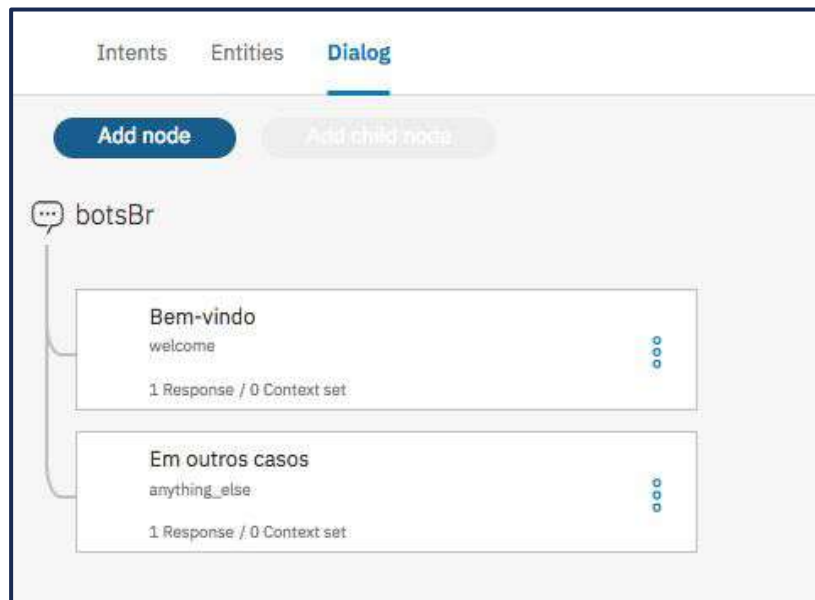 Intents Entities Dialog
Add node Add child node
botsBr
Bem-vindo
welcome
1 Response / 0 Context set
Em outros casos
anything_else
1 Response / 0 Context set